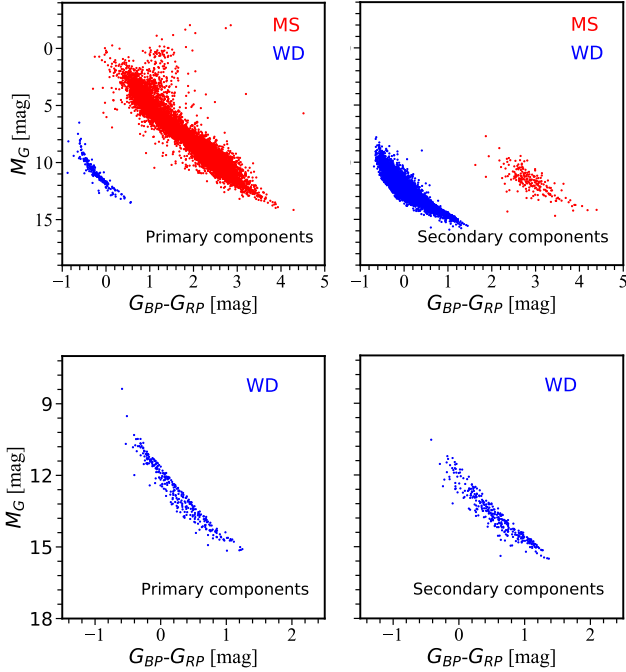 MS
WD
0
5
10
15
M_G [mag]
Primary components
−1 0 1 2 3 4 5
G_BP-G_RP [mag]
MS
WD
Secondary components
−1 0 1 2 3 4 5
G_BP-G_RP [mag]
WD
9
12
15
18
M_G [mag]
Primary components
−1 0 1 2
G_BP-G_RP [mag]
WD
Secondary components
−1 0 1 2
G_BP-G_RP [mag]